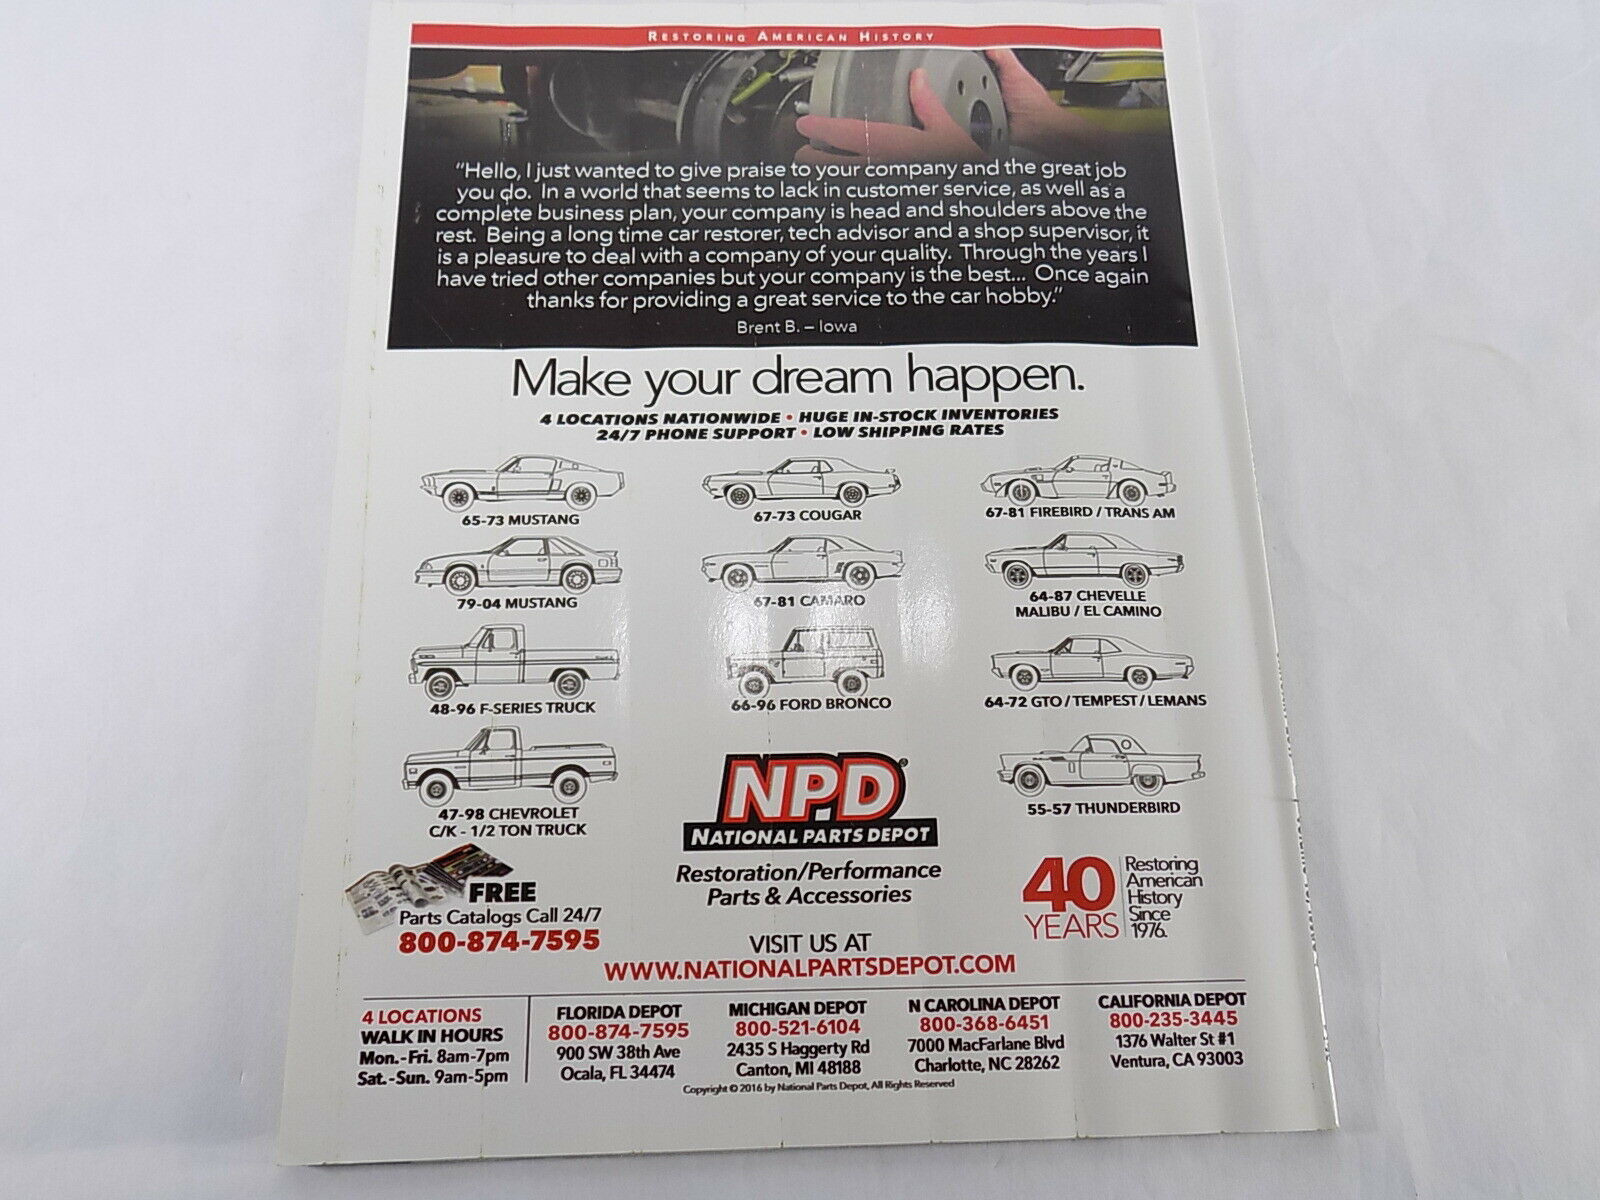 RESTORING AMERICAN HISTORY
"Hello, I just wanted to give praise to your company and the great job
you do. In a world that seems to lack in customer service, as well as a
complete business plan, your company is head and shoulders above the
rest. Being a long time car restorer, tech advisor and a shop supervisor, it
is a pleasure to deal with a company of your quality. Through the years I
have tried other companies but your company is the best... Once again
thanks for providing a great service to the car hobby."
Brent B. – Iowa
Make your dream happen.
4 LOCATIONS NATIONWIDE • HUGE IN-STOCK INVENTORIES
24/7 PHONE SUPPORT • LOW SHIPPING RATES
65-73 MUSTANG
67-73 COUGAR
67-81 FIREBIRD / TRANS AM
79-04 MUSTANG
67-81 CAMARO
64-87 CHEVELLE
MALIBU / EL CAMINO
48-96 F-SERIES TRUCK
66-96 FORD BRONCO
64-72 GTO / TEMPEST / LEMANS
47-98 CHEVROLET
C/K - 1/2 TON TRUCK
NPD®
NATIONAL PARTS DEPOT
55-57 THUNDERBIRD
Restoration/Performance
Parts & Accessories
FREE
Parts Catalogs Call 24/7
800-874-7595
40
YEARS
Restoring
American
History
Since
1976.
VISIT US AT
WWW.NATIONALPARTSDEPOT.COM
4 LOCATIONS
WALK IN HOURS
Mon.-Fri. 8am-7pm
Sat.-Sun. 9am-5pm
FLORIDA DEPOT
800-874-7595
900 SW 38th Ave
Ocala, FL 34474
MICHIGAN DEPOT
800-521-6104
2435 S Haggerty Rd
Canton, MI 48188
N CAROLINA DEPOT
800-368-6451
7000 MacFarlane Blvd
Charlotte, NC 28262
CALIFORNIA DEPOT
800-235-3445
1376 Walter St #1
Ventura, CA 93003
Copyright © 2016 by National Parts Depot, All Rights Reserved